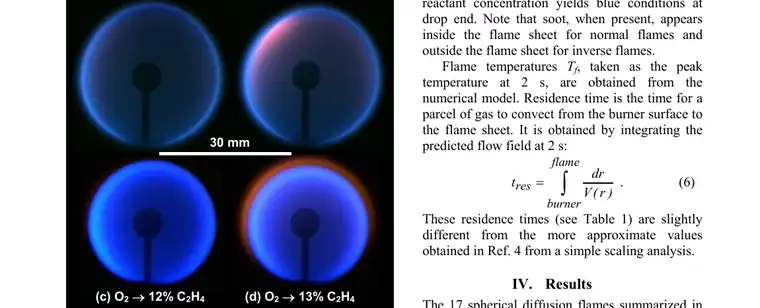 30 mm
(c) O2 → 12% C2H4
(d) O2 → 13% C2H4
reactant concentration yields blue conditions at
drop end. Note that soot, when present, appears
inside the flame sheet for normal flames and
outside the flame sheet for inverse flames.
Flame temperatures Tf, taken as the peak
temperature at 2 s, are obtained from the
numerical model. Residence time is the time for a
parcel of gas to convect from the burner surface to
the flame sheet. It is obtained by integrating the
predicted flow field at 2 s:
tres = ∫ burner flame dr / V( r ) . (6)
These residence times (see Table 1) are slightly
different from the more approximate values
obtained in Ref. 4 from a simple scaling analysis.
IV. Results
The 17 spherical diffusion flames summarized in